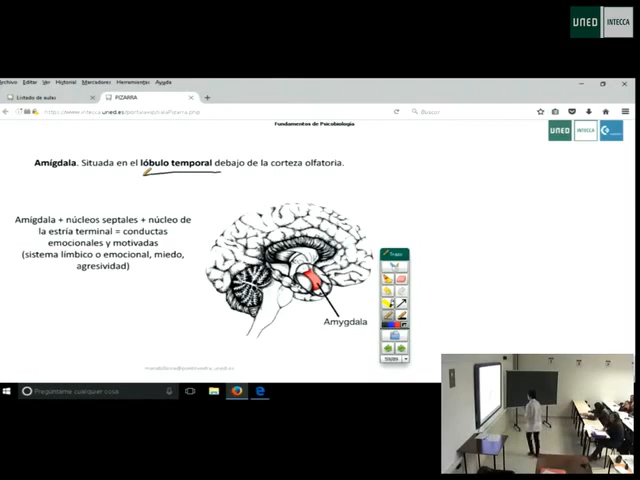 UNED INTECCA
Archivo Editar Ver Historial Marcadores Herramientas Ayuda
Listado de aulas
PIZARRA
Buscar
Fundamentos de Psicobiología
UNED INTECCA
Amígdala. Situada en el lóbulo temporal debajo de la corteza olfatoria.
Amígdala + núcleos septales + núcleo de
la estría terminal = conductas
emocionales y motivadas
(sistema límbico o emocional, miedo,
agresividad)
Trazo
Amygdala
Pregúntame cualquier cosa